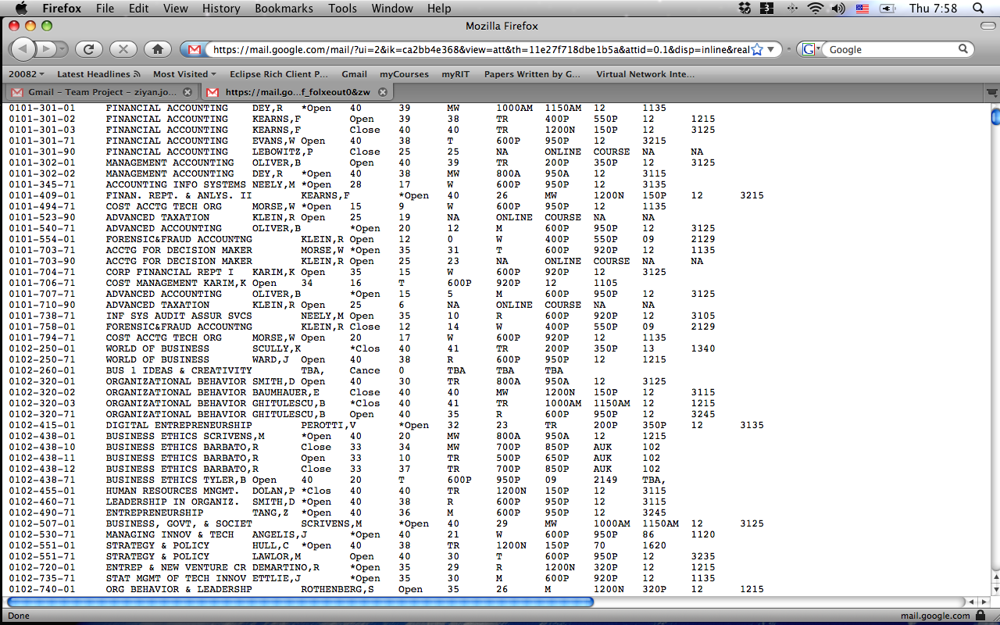 Firefox File Edit View History Bookmarks Tools Window Help 3 Thu 7:58
Mozilla Firefox
https://mail.google.com/mail/?ui=2&ik=ca2bb4e368&view=att&th=11e27f718dbe1b5a&attid=0.1&disp=inline&real Google
20082 Latest Headlines Most Visited Eclipse Rich Client P... Gmail myCourses myRIT Papers Written by G... Virtual Network Inte...
Gmail - Team Project - ziyan.jo... https://mail.go...f_folxeout0&zw
0101-301-01 FINANCIAL ACCOUNTING DEY,R *Open 40 39 MW 1000AM 1150AM 12 1135
0101-301-02 FINANCIAL ACCOUNTING KEARNS,F Open 39 38 TR 400P 550P 12 1215
0101-301-03 FINANCIAL ACCOUNTING KEARNS,F Close 40 40 TR 1200N 150P 12 3125
0101-301-71 FINANCIAL ACCOUNTING EVANS,W Open 40 38 T 600P 950P 12 3215
0101-301-90 FINANCIAL ACCOUNTING LEBOWITZ,P Close 25 25 NA ONLINE COURSE NA NA
0101-302-01 MANAGEMENT ACCOUNTING OLIVER,B Open 40 39 TR 200P 350P 12 3125
0101-302-02 MANAGEMENT ACCOUNTING DEY,R *Open 40 38 MW 800A 950A 12 3115
0101-345-71 ACCOUNTING INFO SYSTEMS NEELY,M *Open 28 17 W 600P 950P 12 3135
0101-409-01 FINAN. REPT. & ANLYS. II KEARNS,F *Open 40 26 MW 1200N 150P 12 3215
0101-494-71 COST ACCTG TECH ORG MORSE,W *Open 15 9 W 600P 950P 12 1135
0101-523-90 ADVANCED TAXATION KLEIN,R Open 25 19 NA ONLINE COURSE NA NA
0101-540-71 ADVANCED ACCOUNTING OLIVER,B *Open 20 12 M 600P 950P 12 3125
0101-554-01 FORENSIC&FRAUD ACCOUNTNG KLEIN,R Open 12 0 W 400P 550P 09 2129
0101-703-71 ACCTG FOR DECISION MAKER MORSE,W *Open 35 31 T 600P 920P 12 1135
0101-703-90 ACCTG FOR DECISION MAKER KLEIN,R Open 25 23 NA ONLINE COURSE NA NA
0101-704-71 CORP FINANCIAL REPT I KARIM,K Open 35 15 W 600P 920P 12 3125
0101-706-71 COST MANAGEMENT KARIM,K Open 34 16 T 600P 920P 12 1105
0101-707-71 ADVANCED ACCOUNTING OLIVER,B *Open 15 5 M 600P 950P 12 3125
0101-710-90 ADVANCED TAXATION KLEIN,R Open 25 6 NA ONLINE COURSE NA NA
0101-738-71 INF SYS AUDIT ASSUR SVCS NEELY,M Open 35 10 R 600P 920P 12 3105
0101-758-01 FORENSIC&FRAUD ACCOUNTNG KLEIN,R Close 12 14 W 400P 550P 09 2129
0101-794-71 COST ACCTG TECH ORG MORSE,W Open 20 17 W 600P 920P 12 1135
0102-250-01 WORLD OF BUSINESS SCULLY,K *Clos 40 41 TR 200P 350P 13 1340
0102-250-71 WORLD OF BUSINESS WARD,J Open 40 38 R 600P 950P 12 1215
0102-260-01 BUS 1 IDEAS & CREATIVITY TBA, Cance 0 TBA TBA TBA
0102-320-01 ORGANIZATIONAL BEHAVIOR SMITH,D Open 40 30 TR 800A 950A 12 3125
0102-320-02 ORGANIZATIONAL BEHAVIOR BAUMHAUER,E Close 40 40 MW 1200N 150P 12 3115
0102-320-03 ORGANIZATIONAL BEHAVIOR GHITULESCU,B *Clos 40 41 TR 1000AM 1150AM 12 1215
0102-320-71 ORGANIZATIONAL BEHAVIOR GHITULESCU,B Open 40 35 R 600P 950P 12 3245
0102-415-01 DIGITAL ENTREPRENEURSHIP PEROTTI,V *Open 32 23 TR 200P 350P 12 3135
0102-438-01 BUSINESS ETHICS SCRIVENS,M *Open 40 20 MW 800A 950A 12 1215
0102-438-10 BUSINESS ETHICS BARBATO,R Close 33 34 MW 700P 850P AUK 102
0102-438-11 BUSINESS ETHICS BARBATO,R Open 33 10 TR 500P 650P AUK 102
0102-438-12 BUSINESS ETHICS BARBATO,R Close 33 37 TR 700P 850P AUK 102
0102-438-71 BUSINESS ETHICS TYLER,B Open 40 20 T 600P 950P 09 2149 TBA,
0102-455-01 HUMAN RESOURCES MNGMT. DOLAN,P *Clos 40 40 TR 1200N 150P 12 3115
0102-460-71 LEADERSHIP IN ORGANIZ. SMITH,D *Open 40 38 R 600P 950P 12 3115
0102-490-71 ENTREPRENEURSHIP TANG,Z *Open 40 36 M 600P 950P 12 3245
0102-507-01 BUSINESS, GOVT, & SOCIET SCRIVENS,M *Open 40 29 MW 1000AM 1150AM 12 3125
0102-530-71 MANAGING INNOV & TECH ANGELIS,J *Open 40 21 W 600P 950P 86 1120
0102-551-01 STRATEGY & POLICY HULL,C *Open 40 38 TR 1200N 150P 70 1620
0102-551-71 STRATEGY & POLICY LAWLOR,M Open 40 30 T 600P 950P 12 3235
0102-720-01 ENTREP & NEW VENTURE CR DEMARTINO,R *Open 35 29 R 1200N 320P 12 1215
0102-735-71 STAT MGMT OF TECH INNOV ETTLIE,J *Open 35 30 M 600P 920P 12 1135
0102-740-01 ORG BEHAVIOR & LEADERSHP ROTHENBERG,S Open 35 26 M 1200N 320P 12 1215
Done mail.google.com